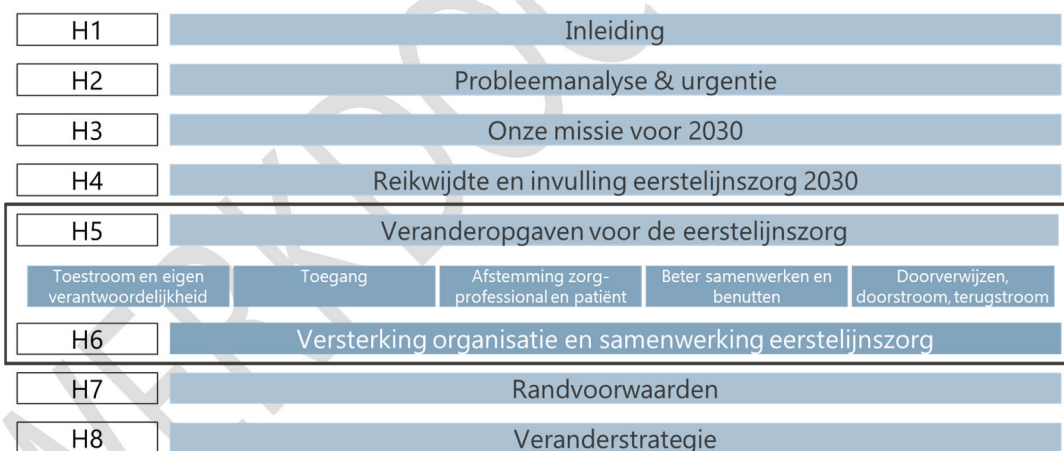 H1 Inleiding
H2 Probleemanalyse & urgentie
H3 Onze missie voor 2030
H4 Reikwijdte en invulling eerstelijnszorg 2030
H5 Veranderopgaven voor de eerstelijnszorg
Toestroom en eigen
verantwoordelijkheid
Toegang
Afstemming zorg-
professional en patiënt
Beter samenwerken en
benutten
Doorverwijzen,
doorstroom, terugstroom
H6 Versterking organisatie en samenwerking eerstelijnszorg
H7 Randvoorwaarden
H8 Veranderstrategie